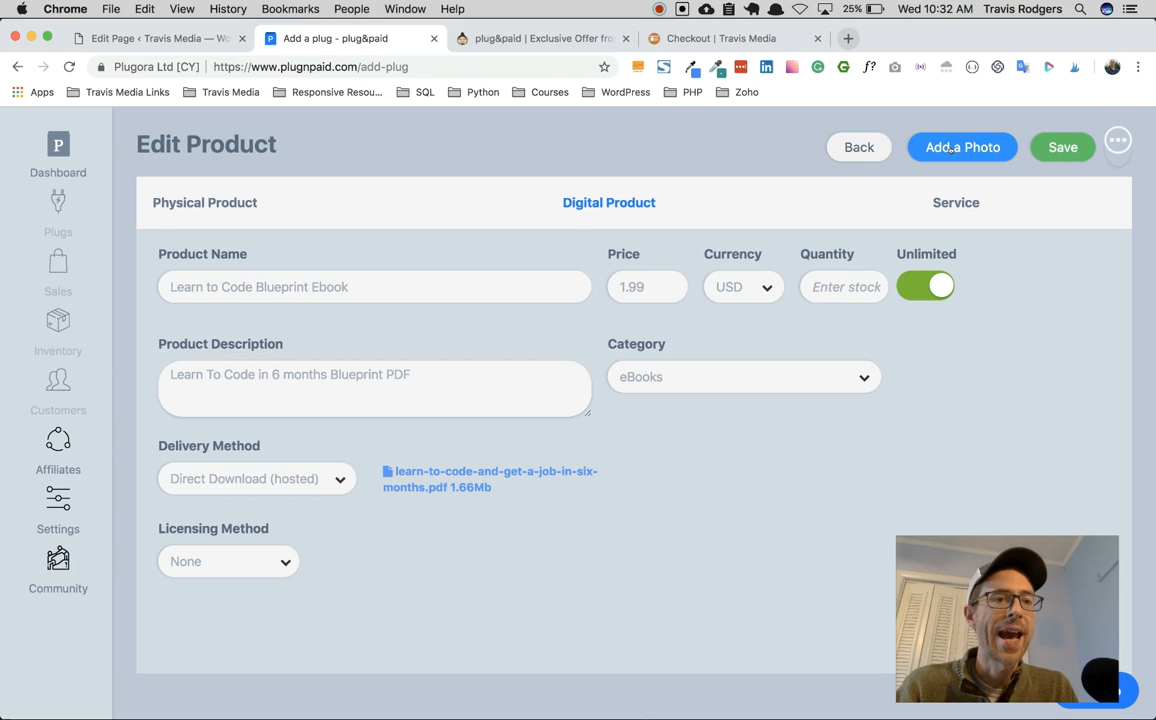 Chrome File Edit View History Bookmarks People Window Help 25% Wed 10:32 AM Travis Rodgers
Edit Page ‹ Travis Media — Wo
P Add a plug - plug&paid
plug&paid | Exclusive Offer fro
Checkout | Travis Media
Plugora Ltd [CY] https://www.plugnpaid.com/add-plug
f?
Apps Travis Media Links Travis Media Responsive Resou... SQL Python Courses WordPress PHP Zoho
P
Dashboard
Plugs
Sales
Inventory
Customers
Affiliates
Settings
Community
Edit Product
Back Add a Photo Save
Physical Product Digital Product Service
Product Name Price Currency Quantity Unlimited
Learn to Code Blueprint Ebook 1.99 USD Enter stock
Product Description Category
Learn To Code in 6 months Blueprint PDF eBooks
Delivery Method
Direct Download (hosted)
learn-to-code-and-get-a-job-in-six-
months.pdf 1.66Mb
Licensing Method
None